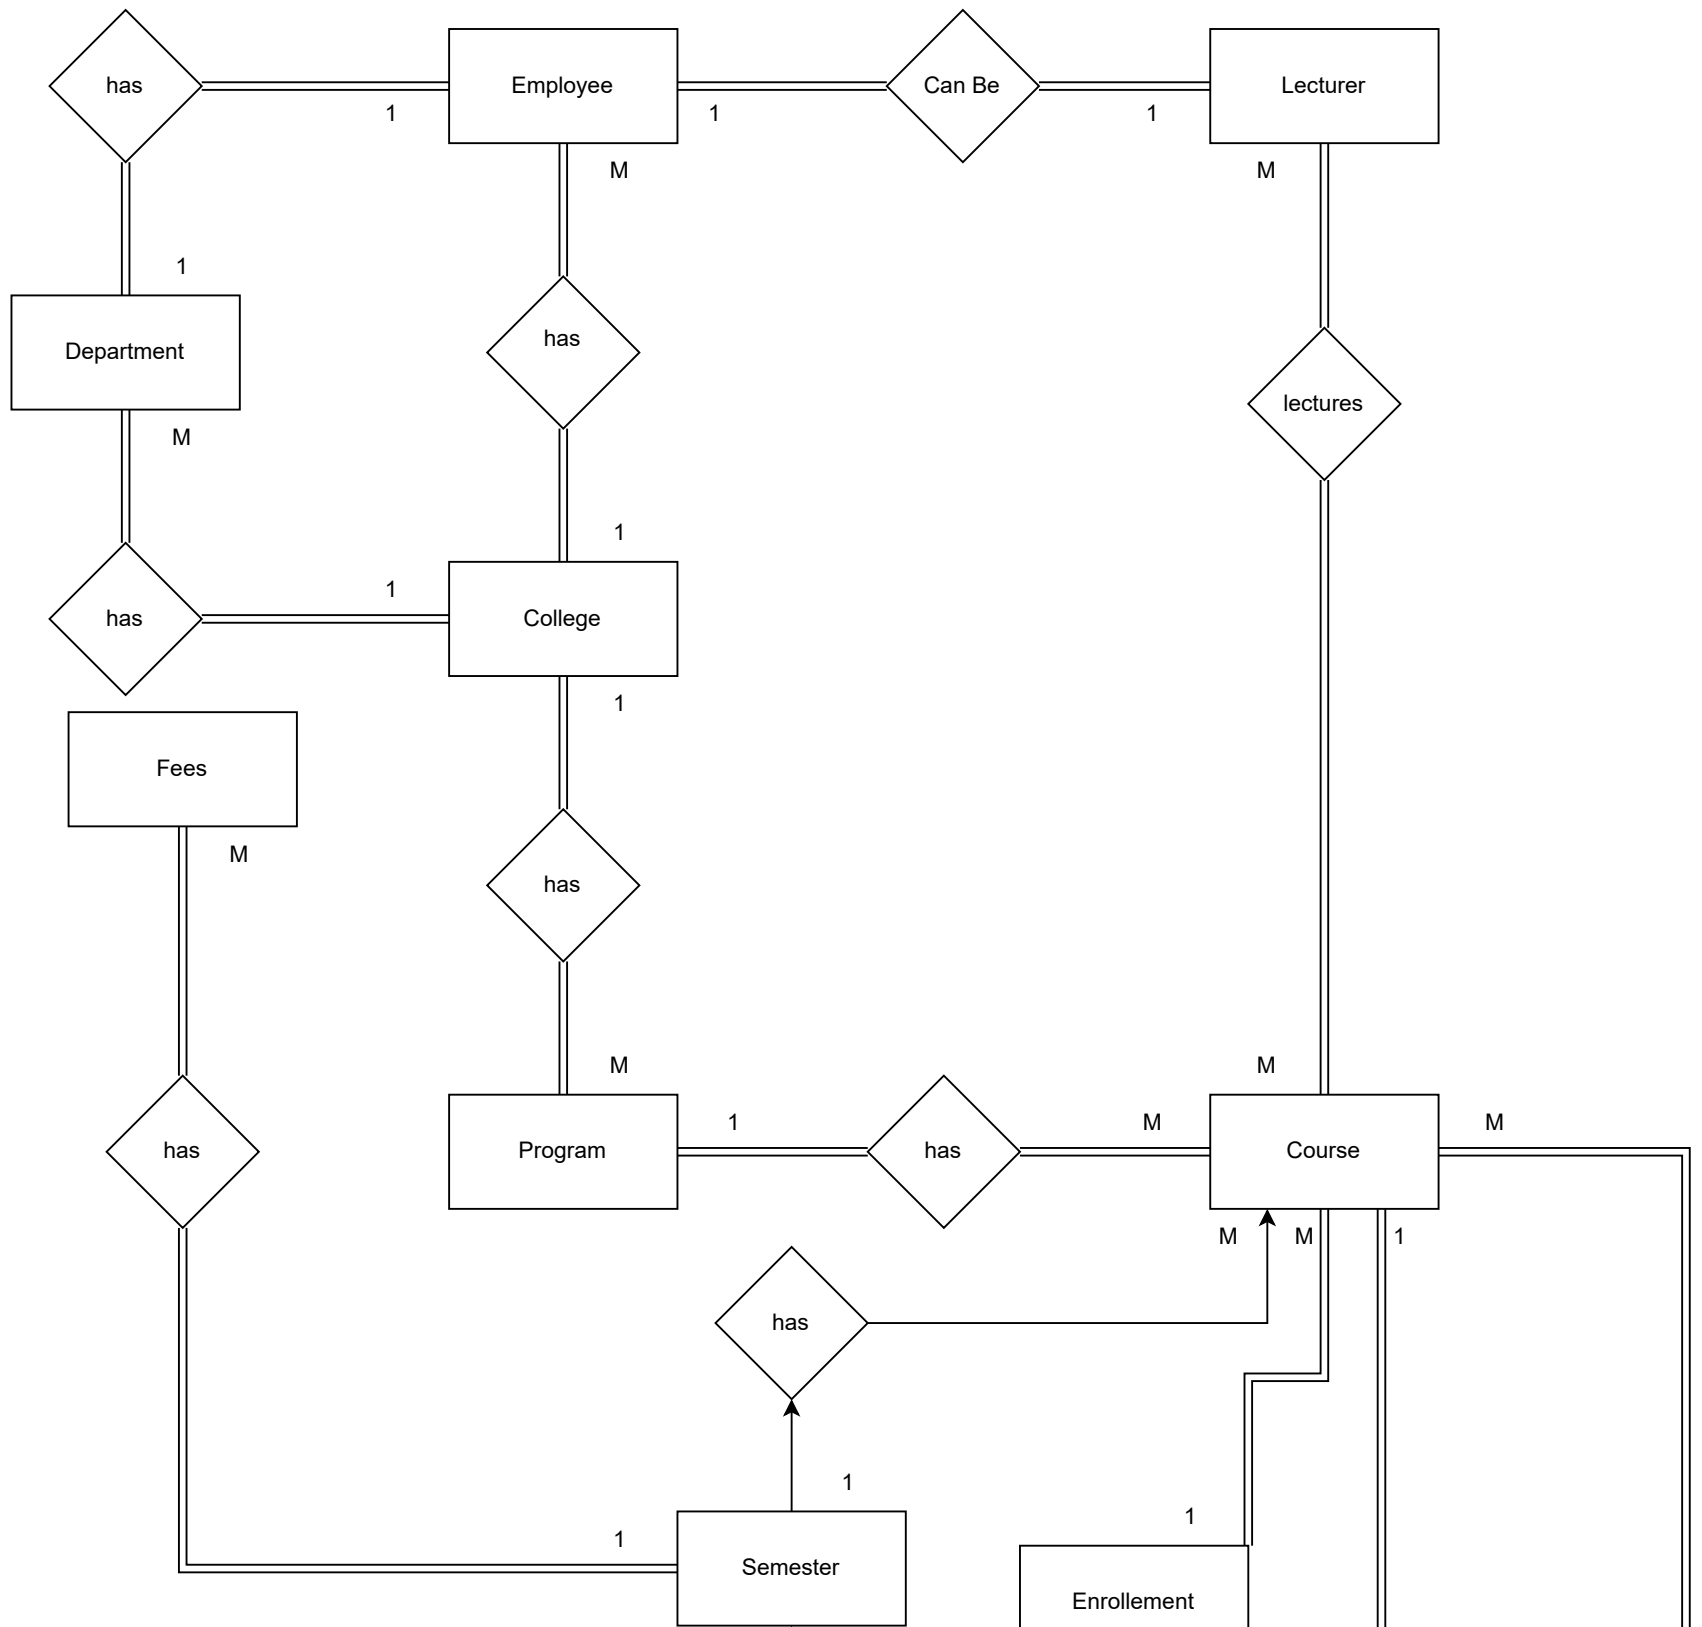 has
Employee
Can Be
Lecturer
1
1
1
M
M
1
has
Department
lectures
M
1
1
has
College
1
Fees
M
has
M
M
1
M
M
has
Program
has
Course
M
M
1
has
1
1
1
Semester
Enrollement